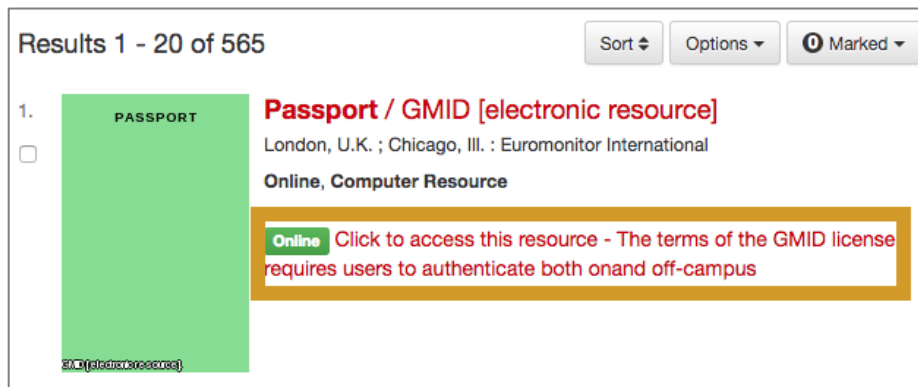 Results 1 - 20 of 565
Sort
Options
0 Marked
1.
PASSPORT
Passport / GMID [electronic resource]
London, U.K. ; Chicago, Ill. : Euromonitor International
Online, Computer Resource
Online Click to access this resource - The terms of the GMID license
requires users to authenticate both onand off-campus
GMID [electronic resource].